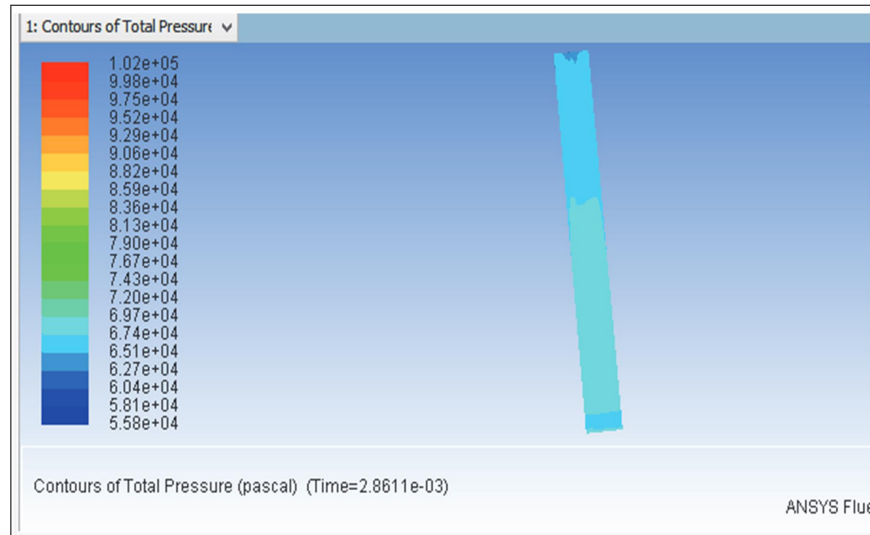 1: Contours of Total Pressure
1.02e+05
9.98e+04
9.75e+04
9.52e+04
9.29e+04
9.06e+04
8.82e+04
8.59e+04
8.36e+04
8.13e+04
7.90e+04
7.67e+04
7.43e+04
7.20e+04
6.97e+04
6.74e+04
6.51e+04
6.27e+04
6.04e+04
5.81e+04
5.58e+04
Contours of Total Pressure (pascal) (Time=2.8611e-03)
ANSYS Flue